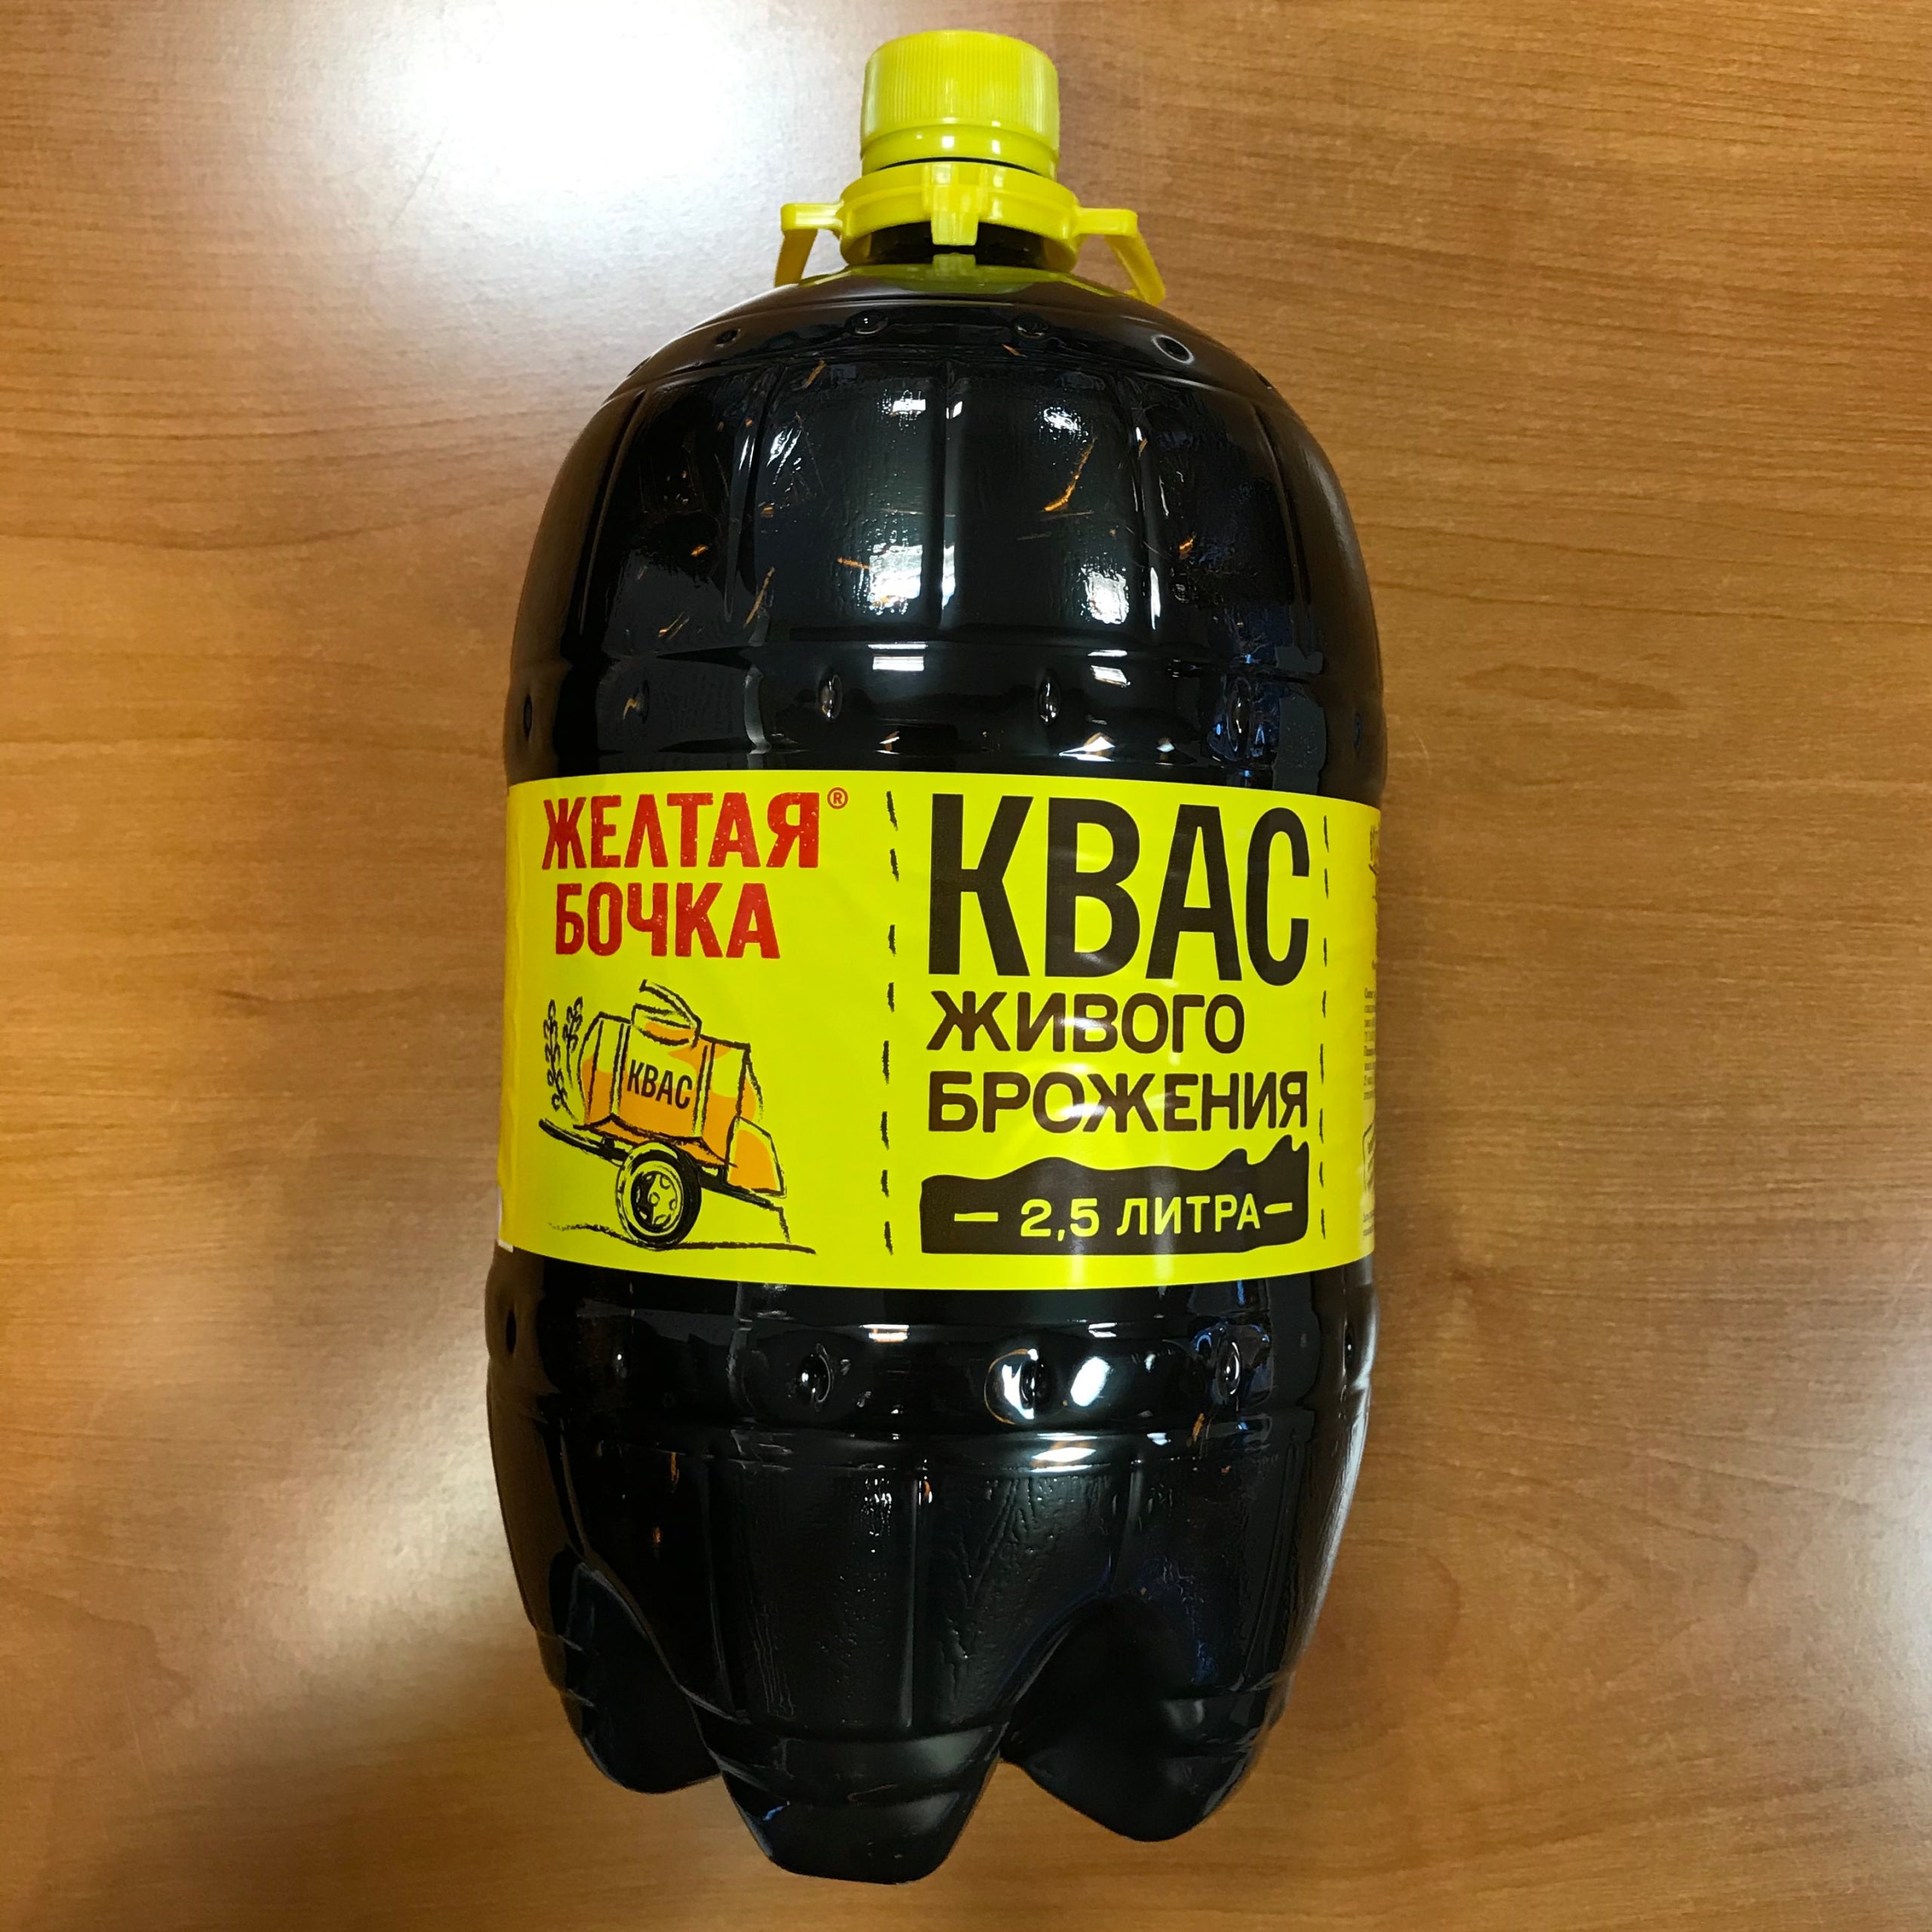 ЖЕЛТАЯ®
БОЧКА
КВАС
КВАС
ЖИВОГО
БРОЖЕНИЯ
— 2,5 ЛИТРА —